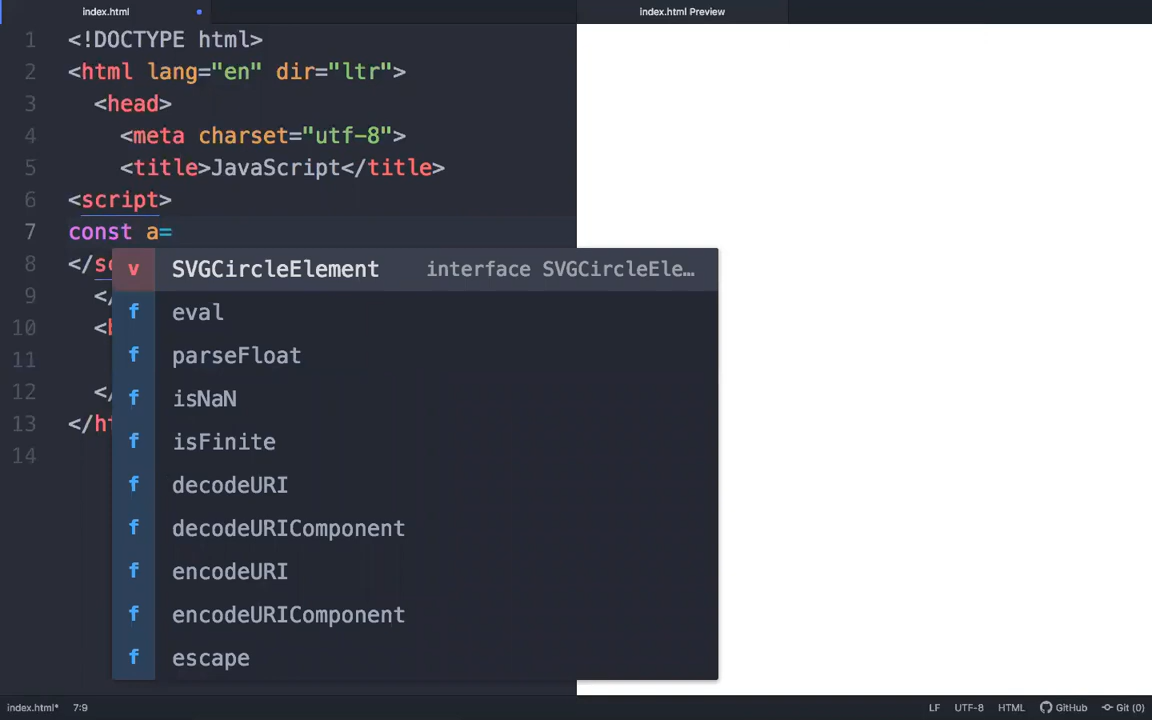 index.html
index.html Preview
1 <!DOCTYPE html>
2 <html lang="en" dir="ltr">
3 <head>
4 <meta charset="utf-8">
5 <title>JavaScript</title>
6 <script>
7 const a=
8 </sc
9 </
10 <b
11
12 </
13 </ht
14
v SVGCircleElement interface SVGCircleEle…
f eval
f parseFloat
f isNaN
f isFinite
f decodeURI
f decodeURIComponent
f encodeURI
f encodeURIComponent
f escape
index.html* 7:9 LF UTF-8 HTML GitHub Git (0)